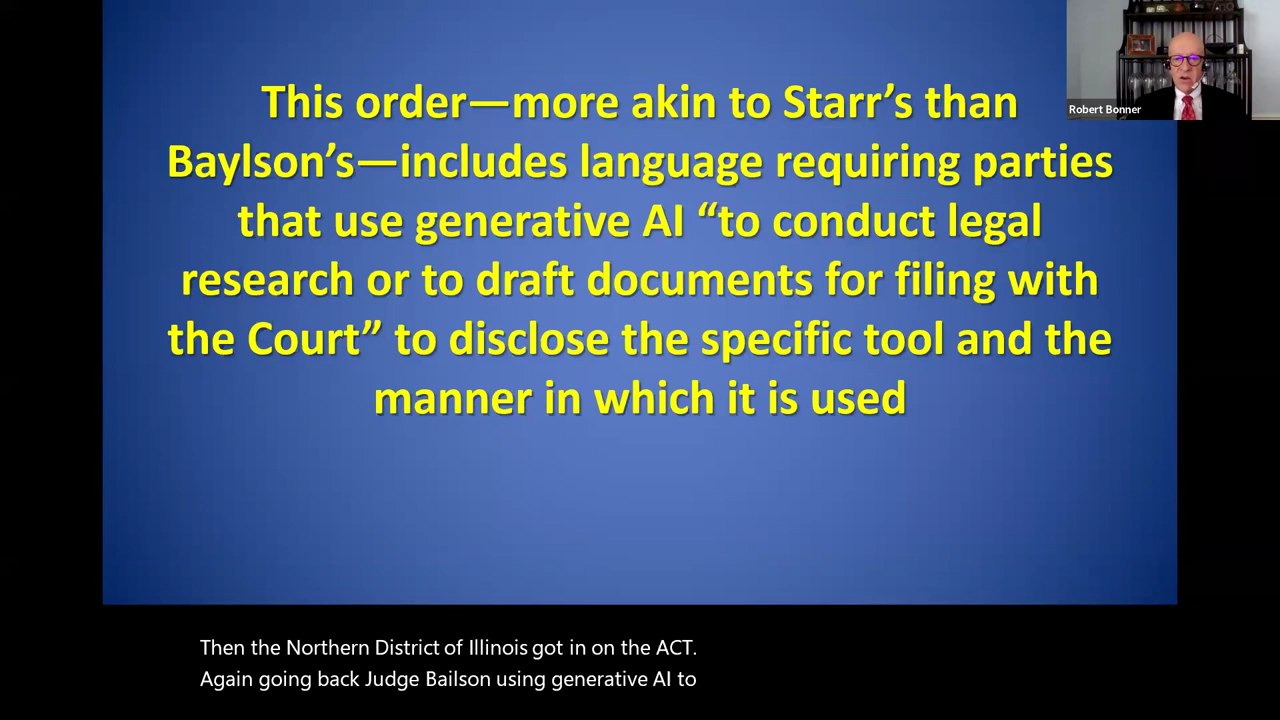 This order—more akin to Starr’s than
Baylson’s—includes language requiring parties
that use generative AI “to conduct legal
research or to draft documents for filing with
the Court” to disclose the specific tool and the
manner in which it is used
Robert Bonner
Then the Northern District of Illinois got in on the ACT.
Again going back Judge Bailson using generative AI to